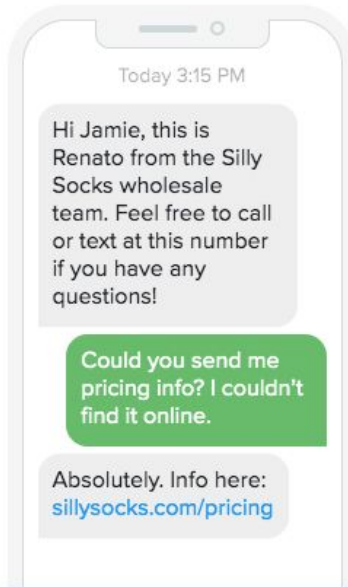 Today 3:15 PM
Hi Jamie, this is
Renato from the Silly
Socks wholesale
team. Feel free to call
or text at this number
if you have any
questions!
Could you send me
pricing info? I couldn't
find it online.
Absolutely. Info here:
sillysocks.com/pricing